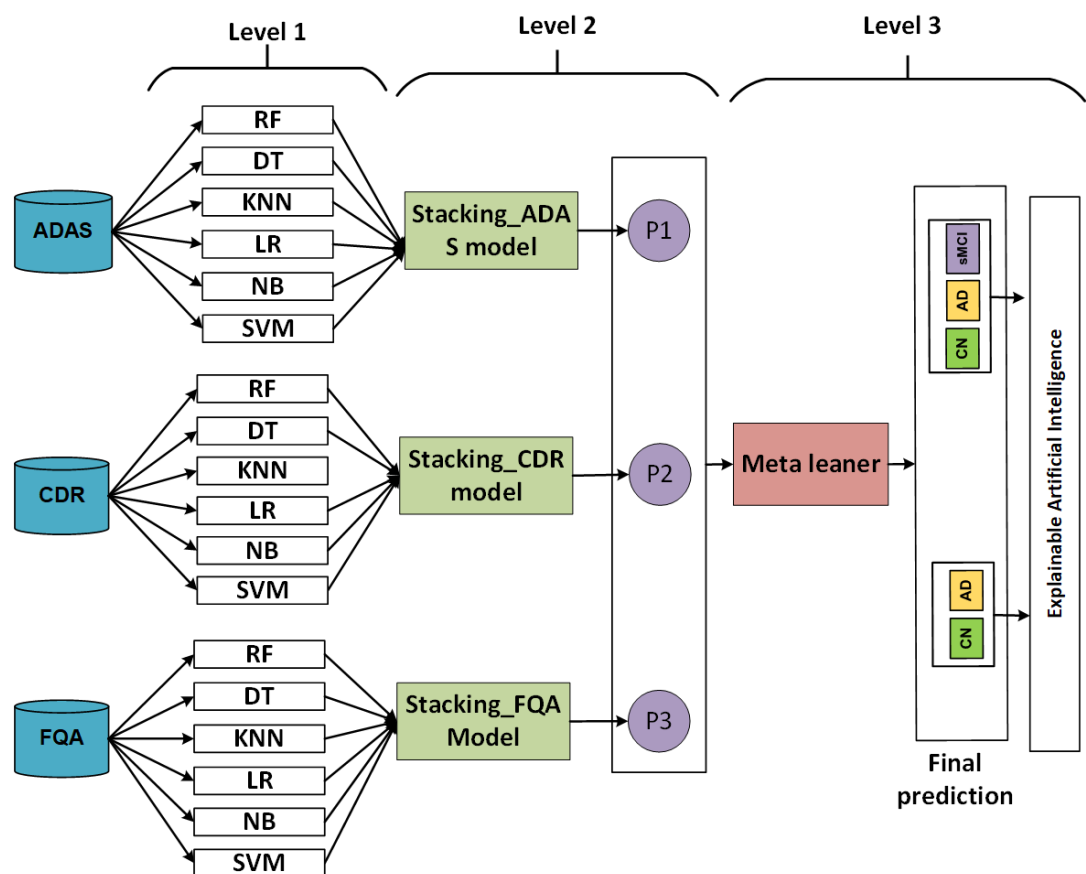 Level 1
Level 2
Level 3
ADAS
RF
DT
KNN
LR
NB
SVM
Stacking_ADA
S model
P1
CDR
RF
DT
KNN
LR
NB
SVM
Stacking_CDR
model
P2
FQA
RF
DT
KNN
LR
NB
SVM
Stacking_FQA
Model
P3
Meta leaner
sMCI
AD
CN
AD
CN
Final
prediction
Explainable Artificial Intelligence